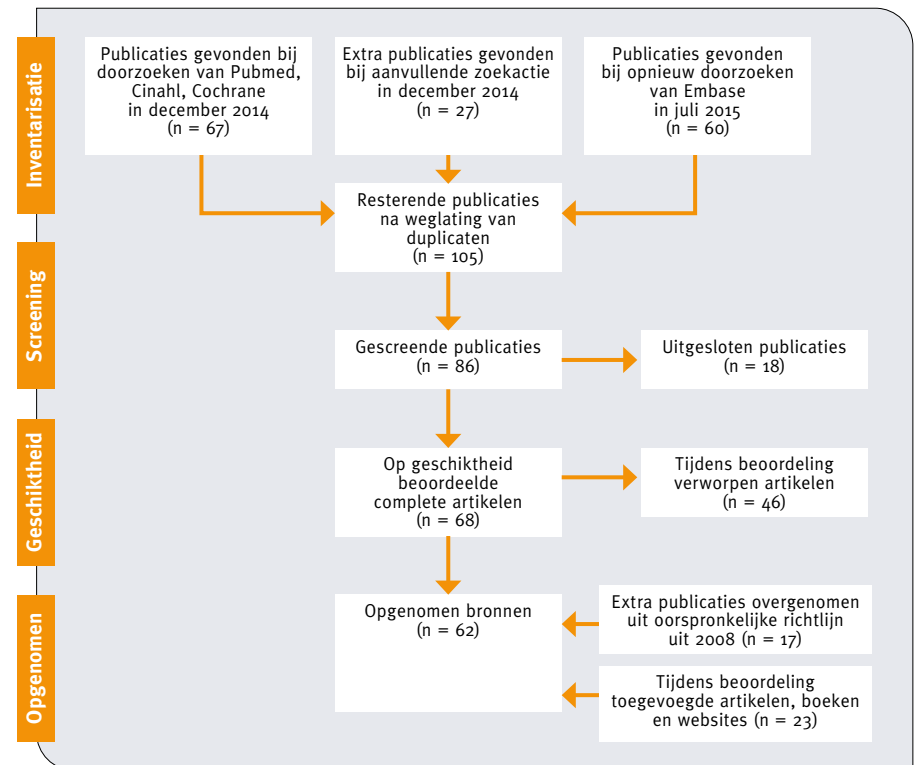 Inventarisatie
Publicaties gevonden bij
doorzoeken van Pubmed,
Cinahl, Cochrane
in december 2014
(n = 67)
Extra publicaties gevonden
bij aanvullende zoekactie
in december 2014
(n = 27)
Publicaties gevonden
bij opnieuw doorzoeken
van Embase
in juli 2015
(n = 60)
Resterende publicaties
na weglating van
duplicaten
(n = 105)
Screening
Gescreende publicaties
(n = 86)
Uitgesloten publicaties
(n = 18)
Geschiktheid
Op geschiktheid
beoordeelde
complete artikelen
(n = 68)
Tijdens beoordeling
verworpen artikelen
(n = 46)
Opgenomen
Opgenomen bronnen
(n = 62)
Extra publicaties overgenomen
uit oorspronkelijke richtlijn
uit 2008 (n = 17)
Tijdens beoordeling
toegevoegde artikelen, boeken
en websites (n = 23)